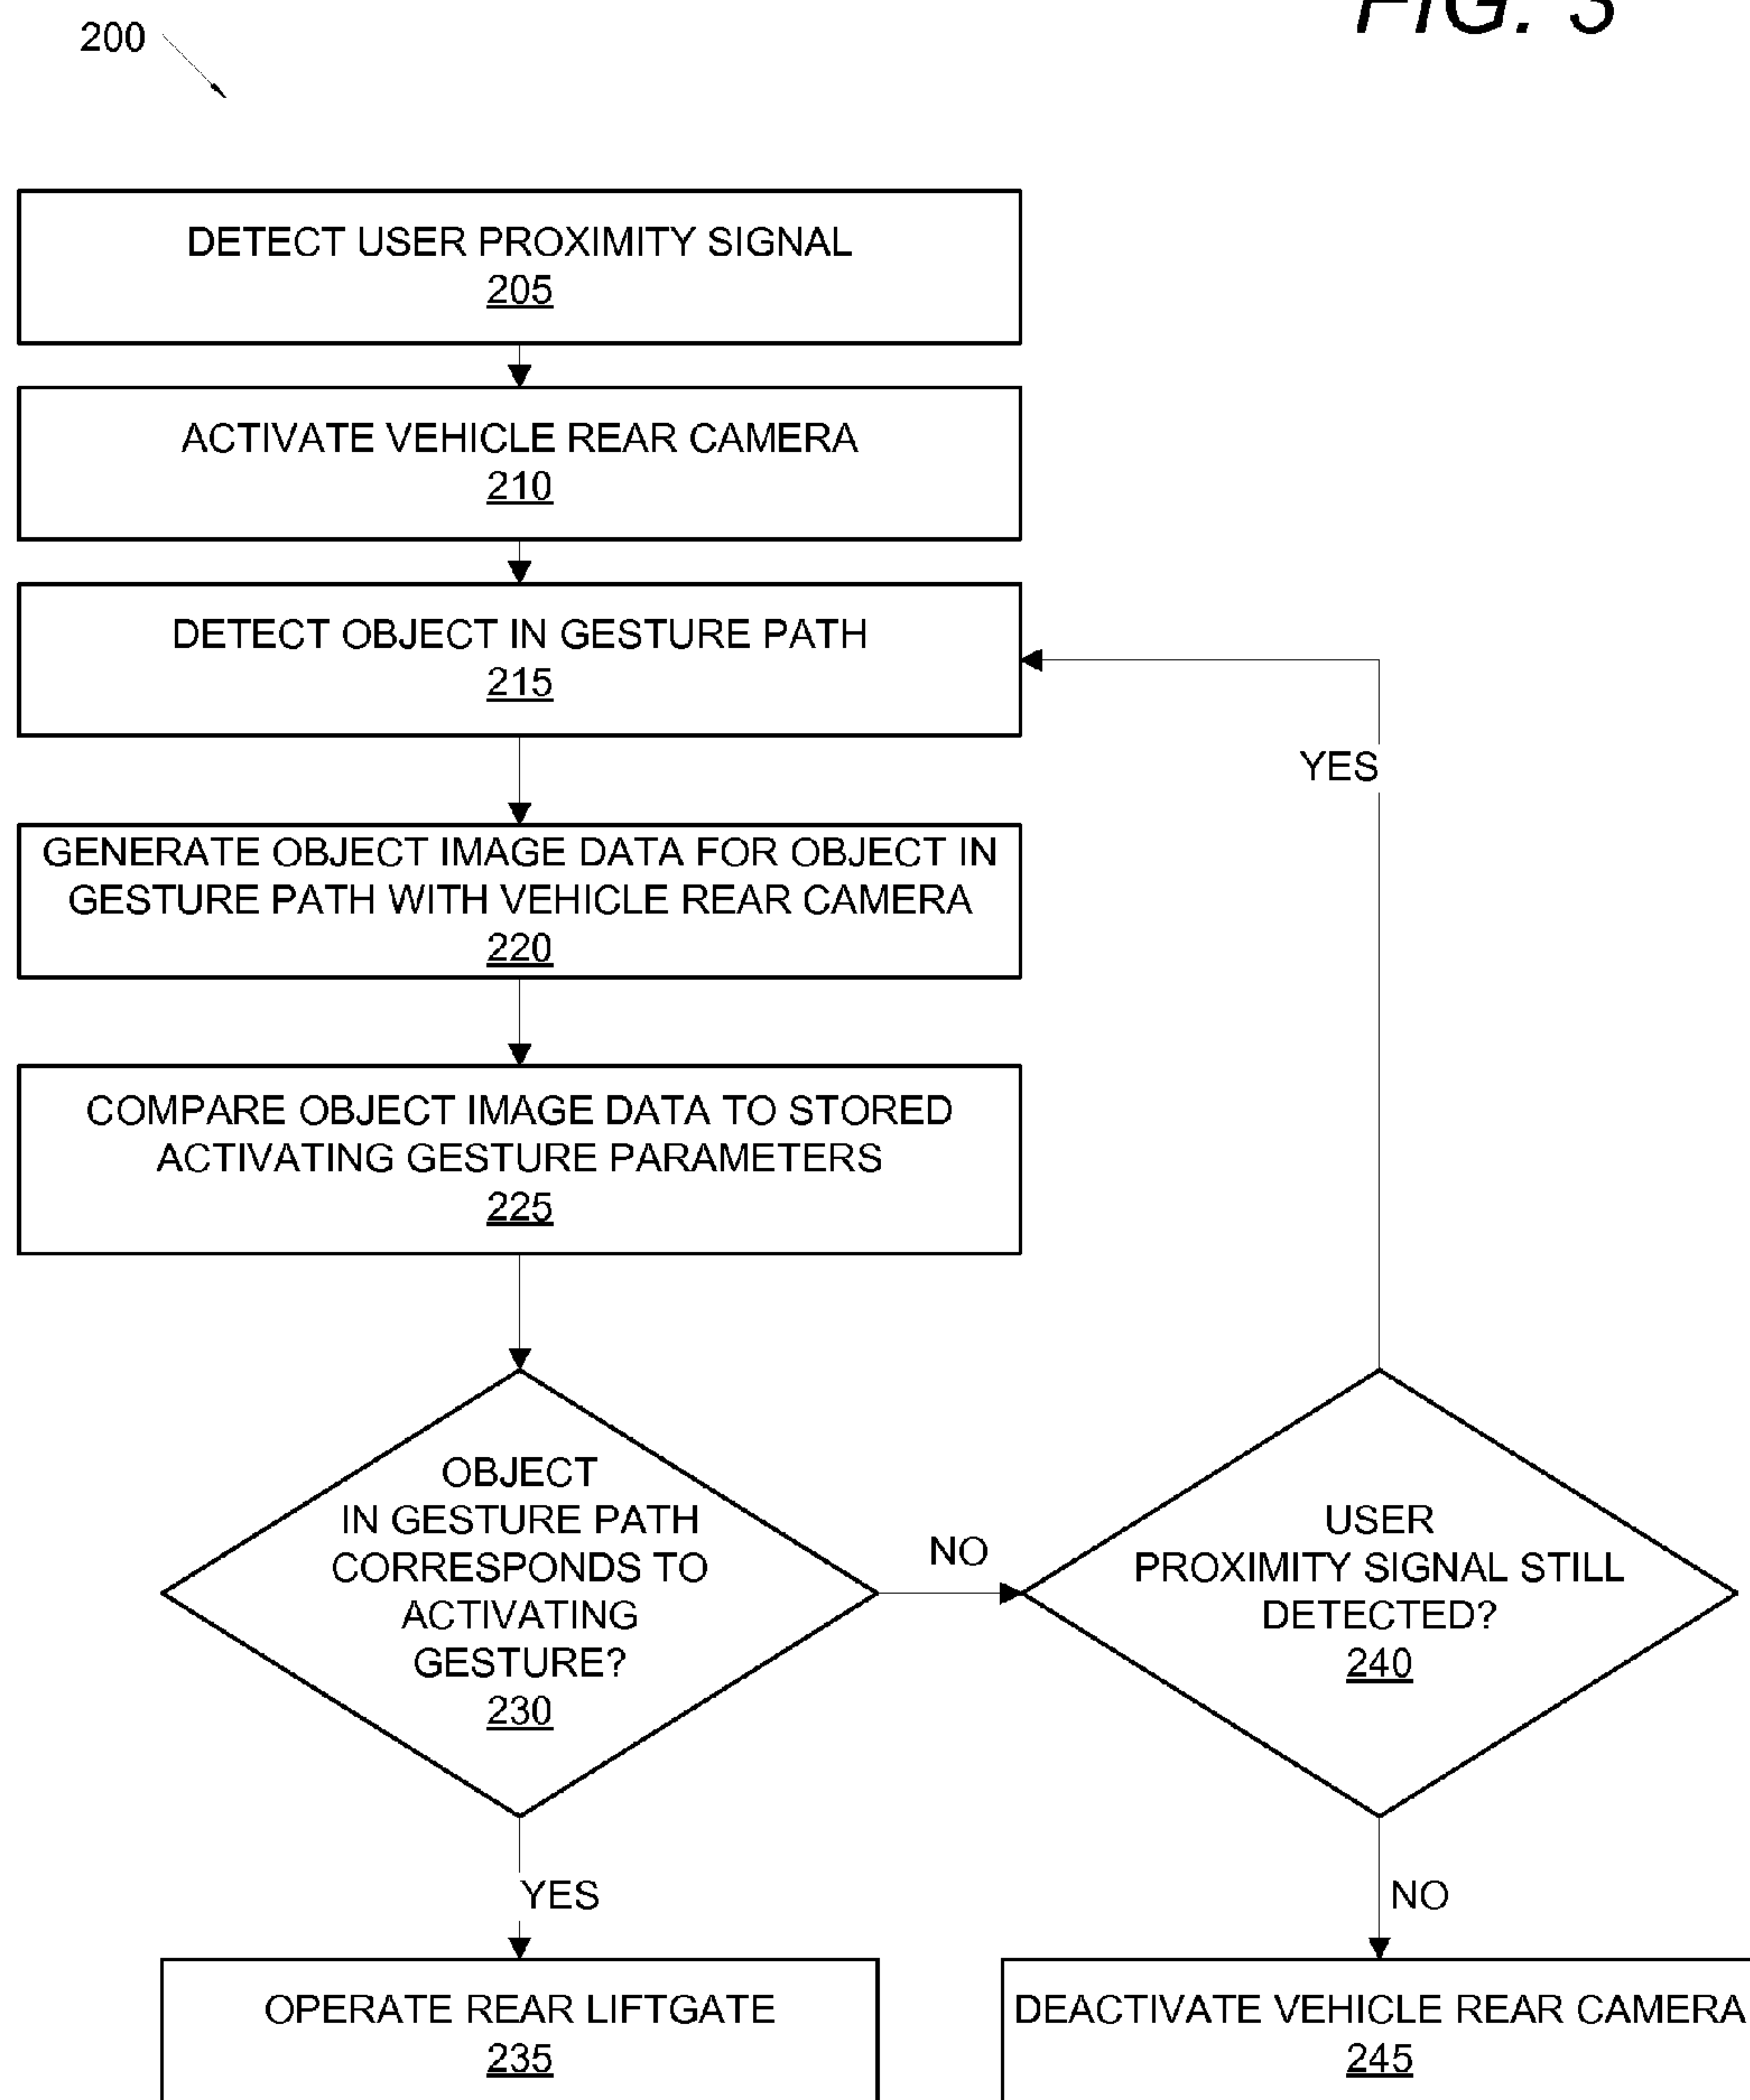 FIG. 3
200
DETECT USER PROXIMITY SIGNAL
205
ACTIVATE VEHICLE REAR CAMERA
210
DETECT OBJECT IN GESTURE PATH
215
YES
GENERATE OBJECT IMAGE DATA FOR OBJECT IN
GESTURE PATH WITH VEHICLE REAR CAMERA
220
COMPARE OBJECT IMAGE DATA TO STORED
ACTIVATING GESTURE PARAMETERS
225
OBJECT
IN GESTURE PATH
CORRESPONDS TO
ACTIVATING
GESTURE?
230
NO
USER
PROXIMITY SIGNAL STILL
DETECTED?
240
YES
NO
OPERATE REAR LIFTGATE
235
DEACTIVATE VEHICLE REAR CAMERA
245